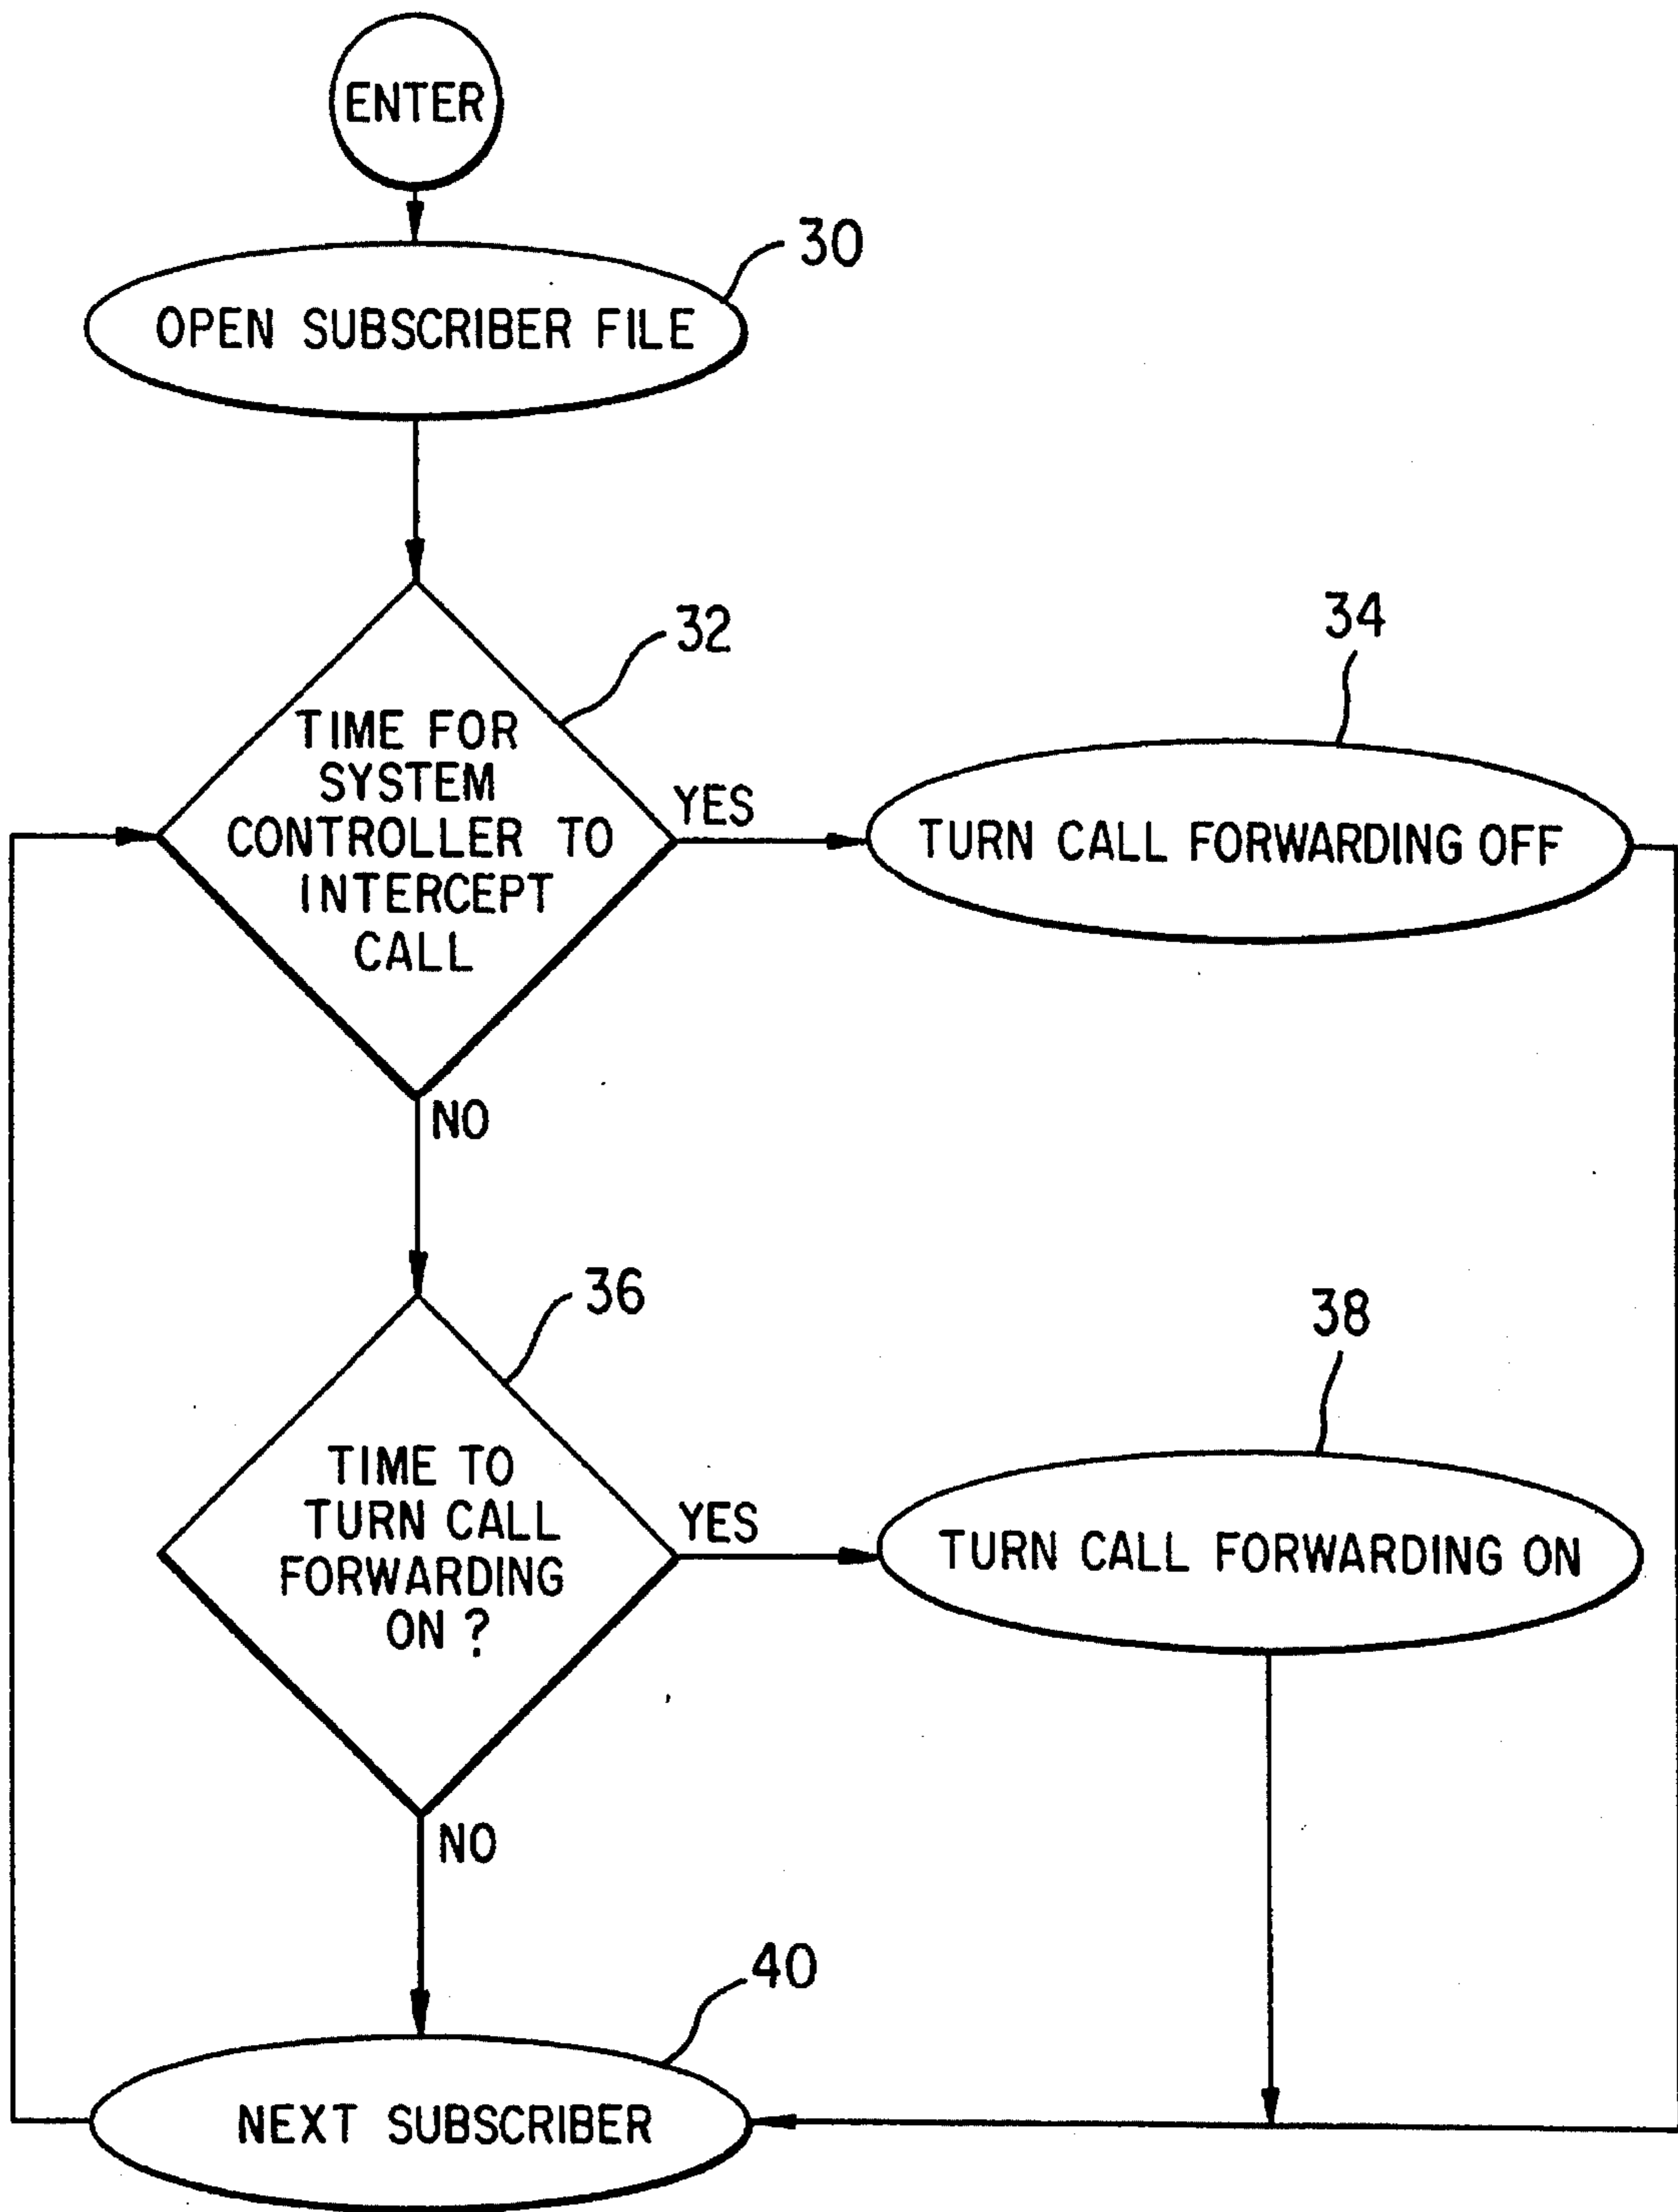 ENTER
30
OPEN SUBSCRIBER FILE
32
TIME FOR
SYSTEM
CONTROLLER TO
INTERCEPT
CALL
YES
34
TURN CALL FORWARDING OFF
NO
36
TIME TO
TURN CALL
FORWARDING
ON ?
YES
38
TURN CALL FORWARDING ON
NO
40
NEXT SUBSCRIBER